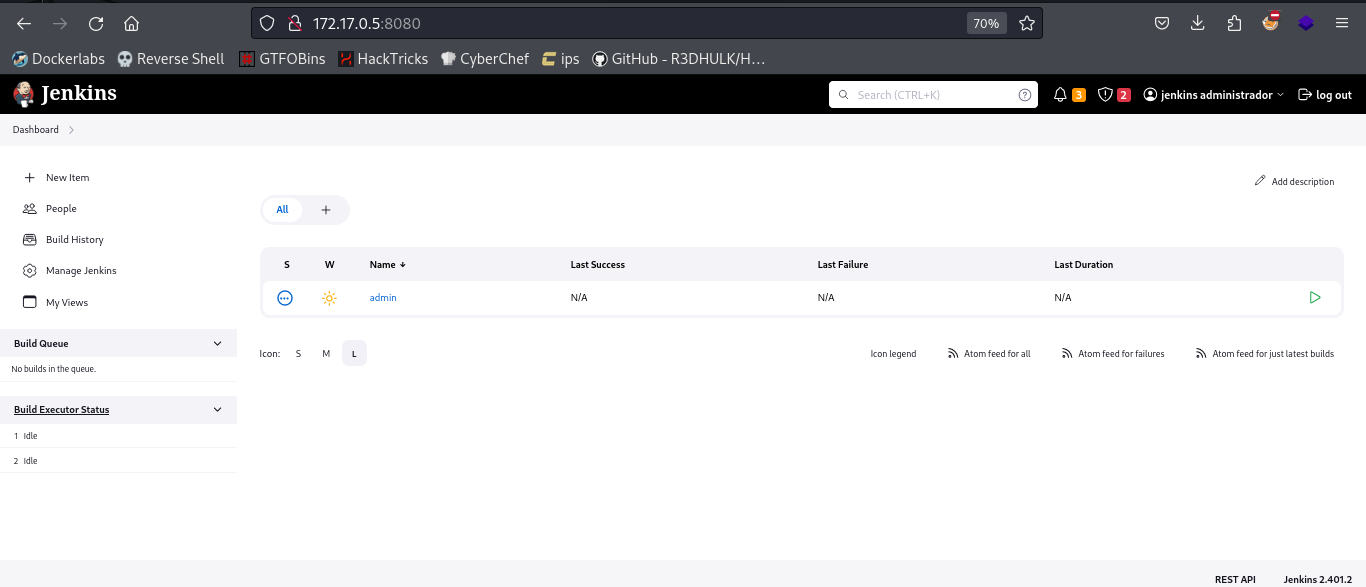 172.17.0.5:8080
70%
Dockerlabs Reverse Shell GTFOBins HackTricks CyberChef ips GitHub - R3DHULK/H…
Jenkins
Search (CTRL+K)
3
2
jenkins administrador
log out
Dashboard
New Item
People
Build History
Manage Jenkins
My Views
Add description
All
S W Name ↓ Last Success Last Failure Last Duration
admin N/A N/A N/A
Icon: S M L
Icon legend Atom feed for all Atom feed for failures Atom feed for just latest builds
Build Queue
No builds in the queue.
Build Executor Status
1 Idle
2 Idle
REST API Jenkins 2.401.2